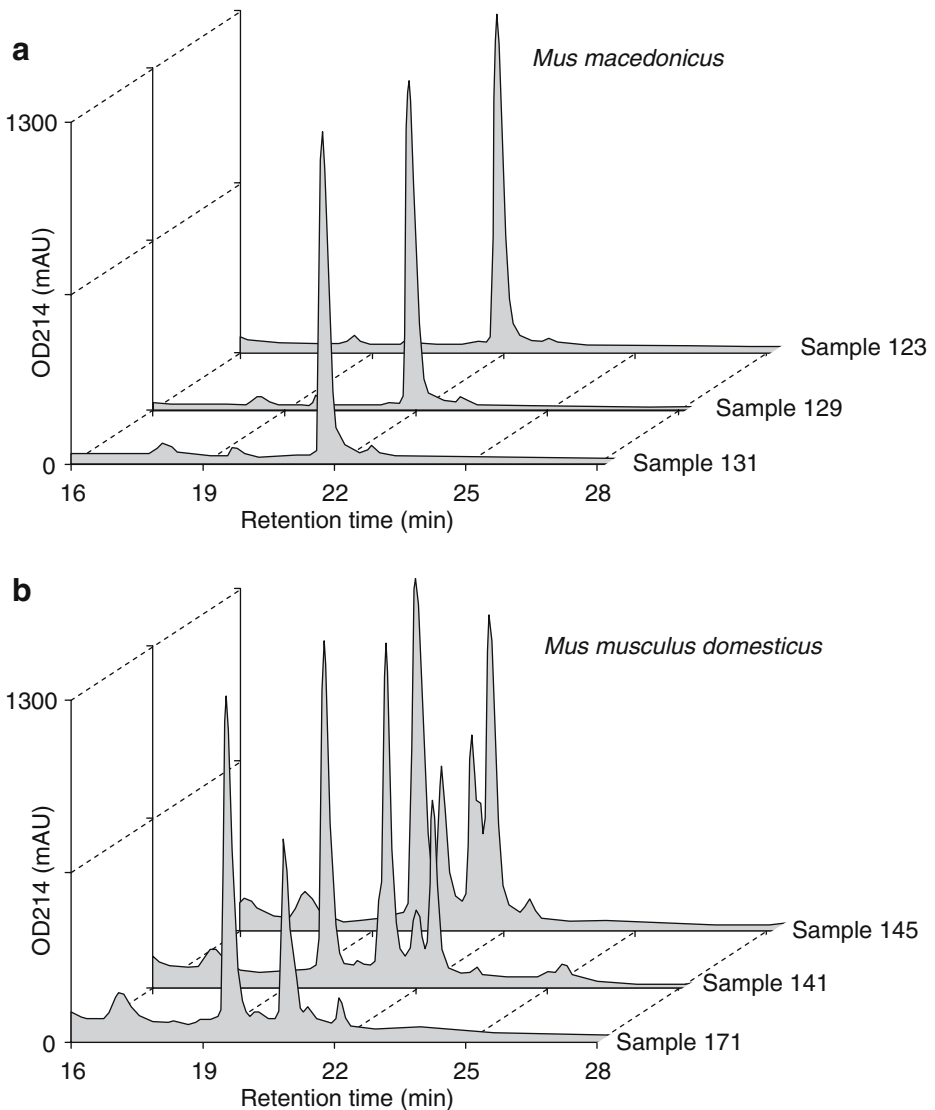 a
Mus macedonicus
1300
OD214 (mAU)
0
Sample 123
Sample 129
Sample 131
16 19 22 25 28
Retention time (min)
b
Mus musculus domesticus
1300
OD214 (mAU)
0
Sample 145
Sample 141
Sample 171
16 19 22 25 28
Retention time (min)